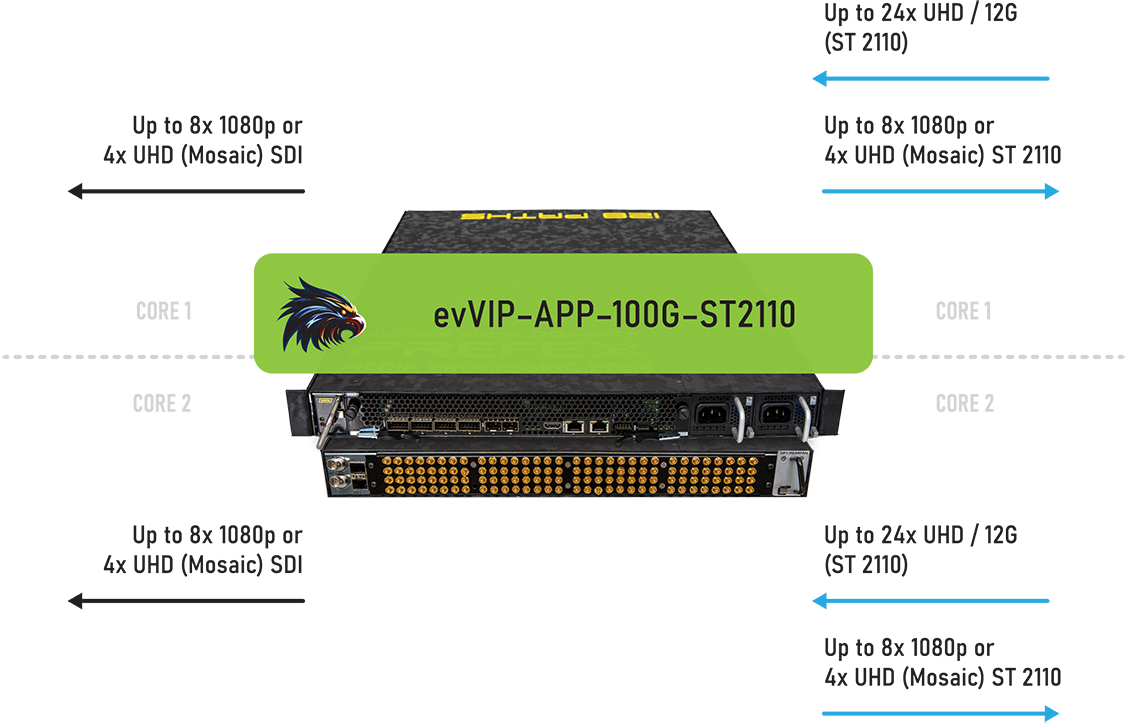 Up to 24x UHD / 12G
(ST 2110)
Up to 8x 1080p or
4x UHD (Mosaic) SDI
Up to 8x 1080p or
4x UHD (Mosaic) ST 2110
12G PATHS
evVIP-APP-100G-ST2110
CORE 1
CORE 1
CORE 2
CORE 2
Up to 8x 1080p or
4x UHD (Mosaic) SDI
Up to 24x UHD / 12G
(ST 2110)
Up to 8x 1080p or
4x UHD (Mosaic) ST 2110